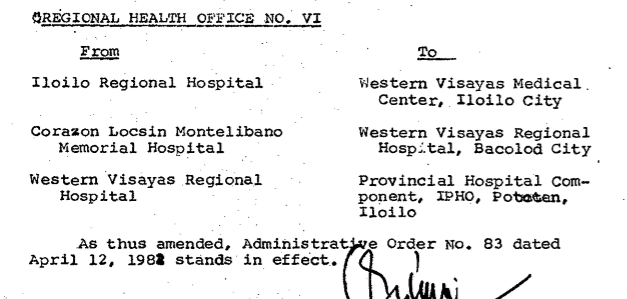 REGIONAL HEALTH OFFICE NO. VI
From To
Iloilo Regional Hospital Western Visayas Medical Center, Iloilo City
Corazon Locsin Montelibano Memorial Hospital Western Visayas Regional Hospital, Bacolod City
Western Visayas Regional Hospital Provincial Hospital Com-
ponent, IPHO, Pototan,
Iloilo
As thus amended, Administrative Order No. 83 dated
April 12, 1982 stands in effect.